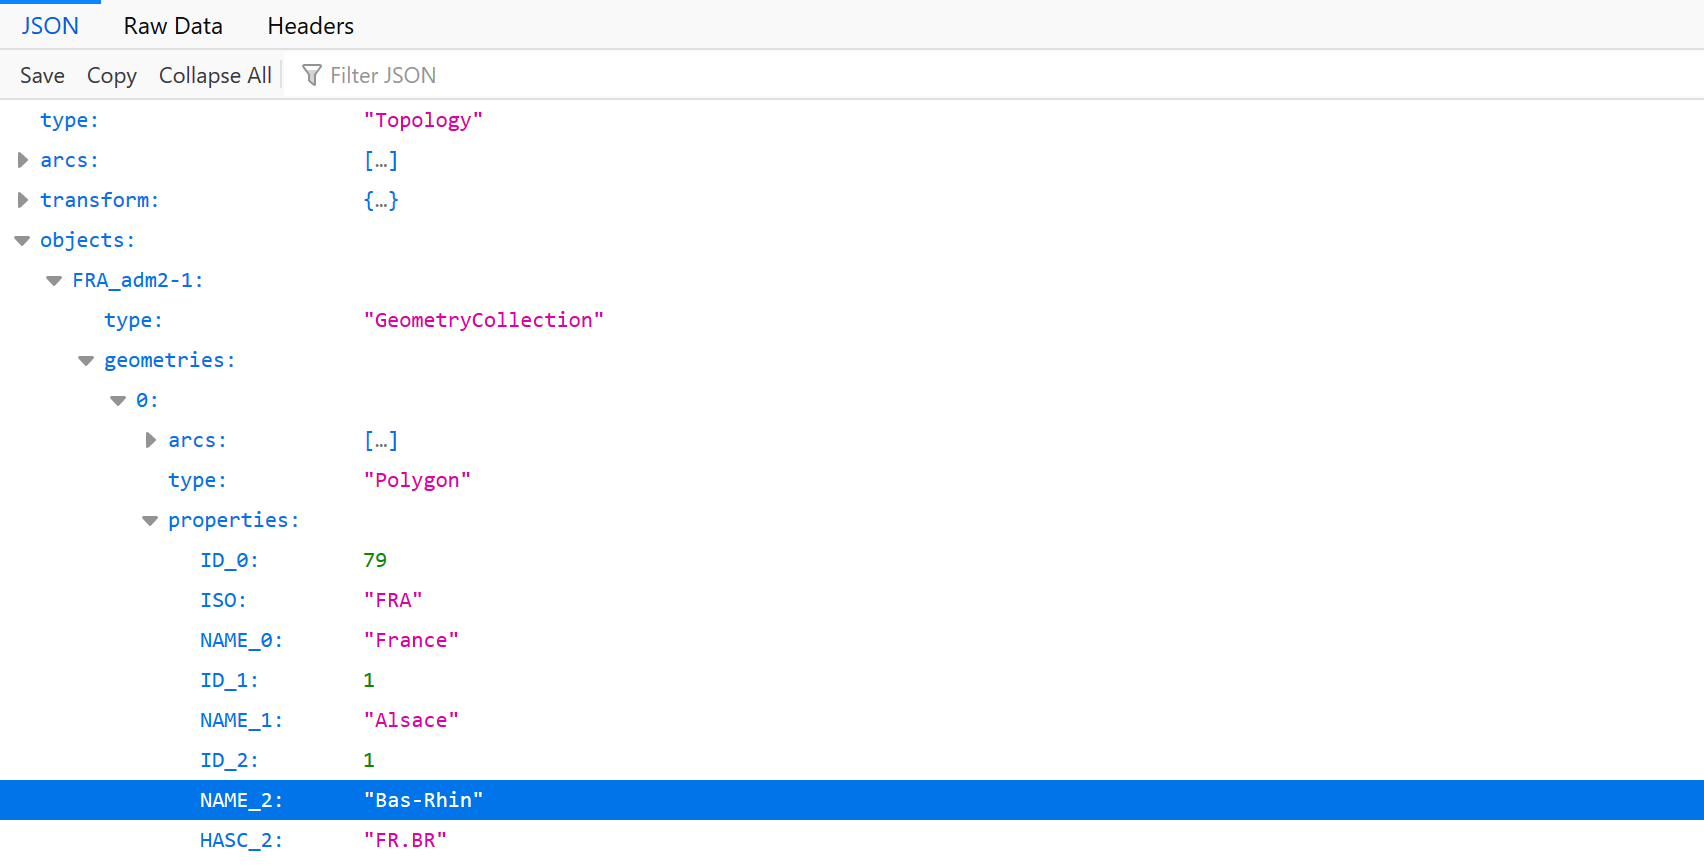 JSON Raw Data Headers
Save Copy Collapse All Filter JSON
type: "Topology"
arcs: […]
transform: {…}
objects:
FRA_adm2-1:
type: "GeometryCollection"
geometries:
0:
arcs: […]
type: "Polygon"
properties:
ID_0: 79
ISO: "FRA"
NAME_0: "France"
ID_1: 1
NAME_1: "Alsace"
ID_2: 1
NAME_2: "Bas-Rhin"
HASC_2: "FR.BR"